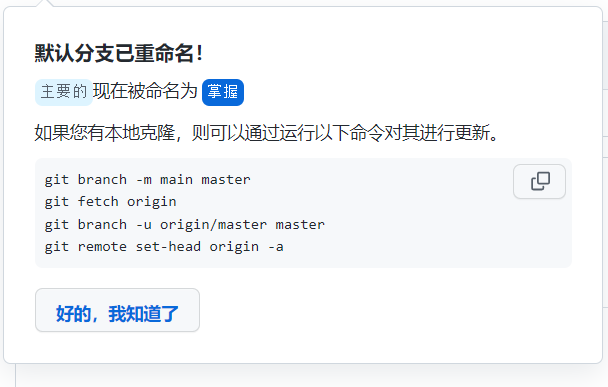 默认分支已重命名！
主要的现在被命名为 掌握
如果您有本地克隆，则可以通过运行以下命令对其进行更新。
git branch -m main master
git fetch origin
git branch -u origin/master master
git remote set-head origin -a
好的，我知道了